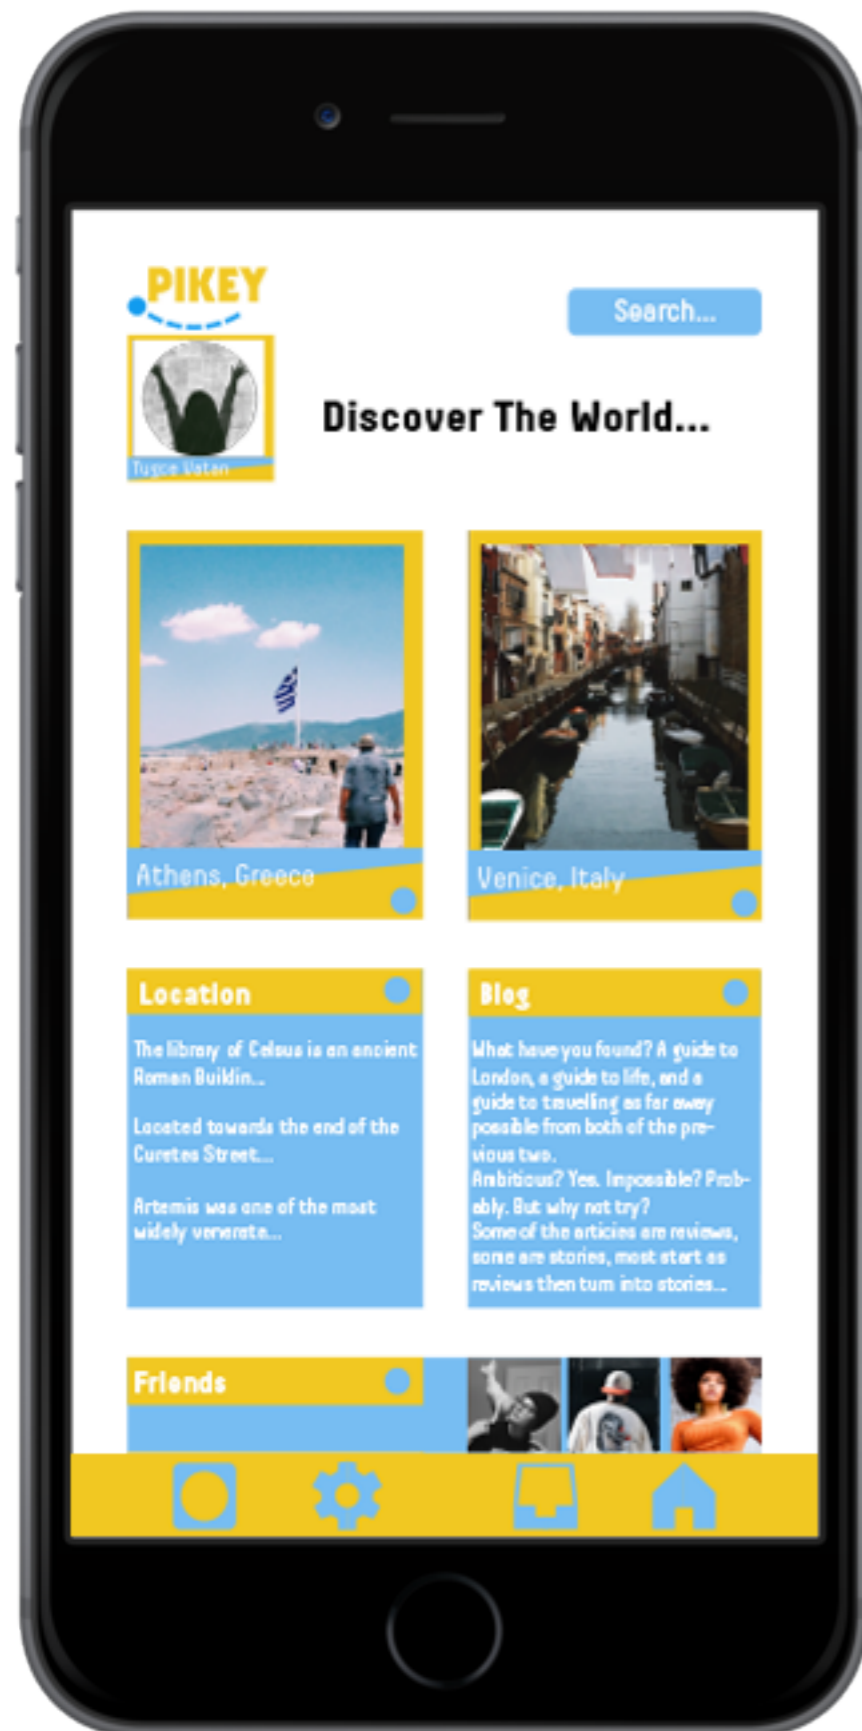 PIKEY
Search...
Discover The World...
Tugce Vatan
Athens, Greece
Venice, Italy
Location
The library of Celsus is an ancient
Roman Buildin...
Located towards the end of the
Curetes Street...
Artemis was one of the most
widely venerate...
Blog
What have you found? A guide to
London, a guide to life, and a
guide to travelling as far away
possible from both of the pre-
vious two.
Ambitious? Yes. Impossible? Prob-
ably. But why not try?
Some of the articles are reviews,
some are stories, most start as
reviews then turn into stories...
Friends